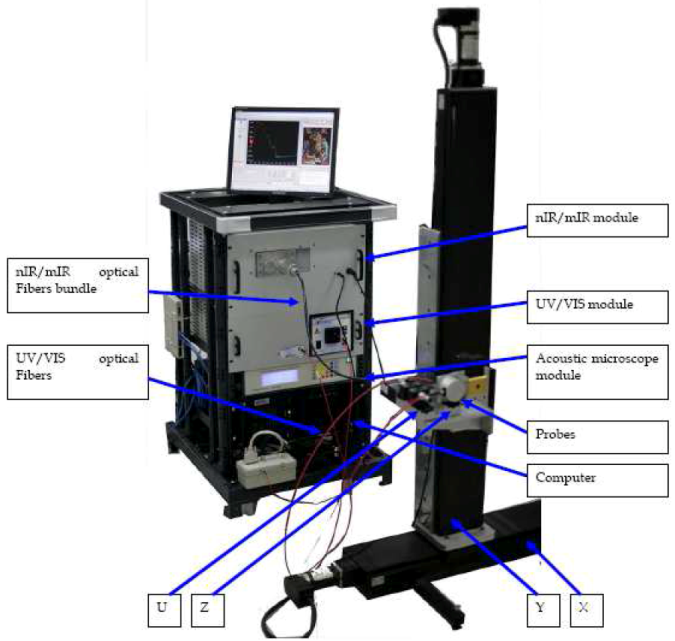 nIR/mIR module
nIR/mIR optical
Fibers bundle
UV/VIS module
UV/VIS optical
Fibers
Acoustic microscope
module
Probes
Computer
U
Z
Y
X